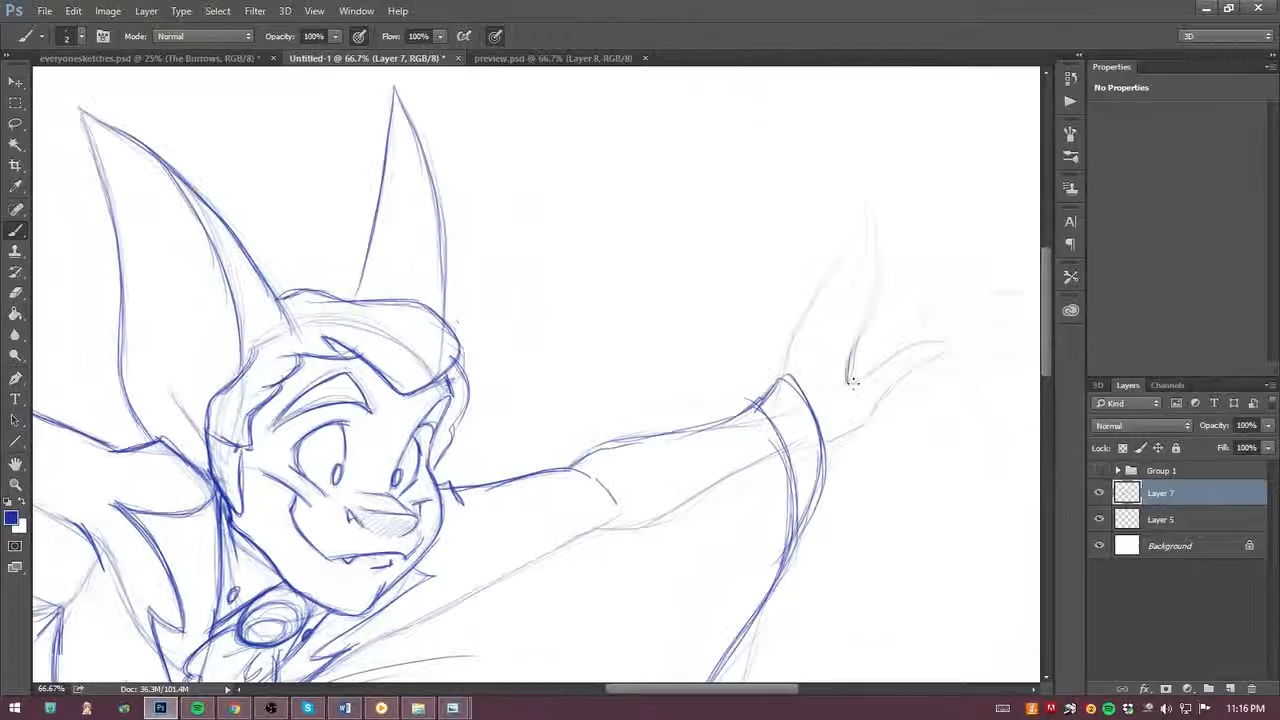 Ps File Edit Image Layer Type Select Filter 3D View Window Help
2 Mode: Normal Opacity: 100% Flow: 100% 3D
everyonesketches.psd @ 25% (The Burrows, RGB/8) * × Untitled-1 @ 66.7% (Layer 7, RGB/8) * × preview.psd @ 66.7% (Layer 8, RGB/8) ×
Properties
No Properties
3D Layers Channels
Kind
Normal Opacity: 100%
Lock: Fill: 100%
Group 1
Layer 7
Layer 5
Background
66.67% Doc: 36.3M/101.4M
11:16 PM